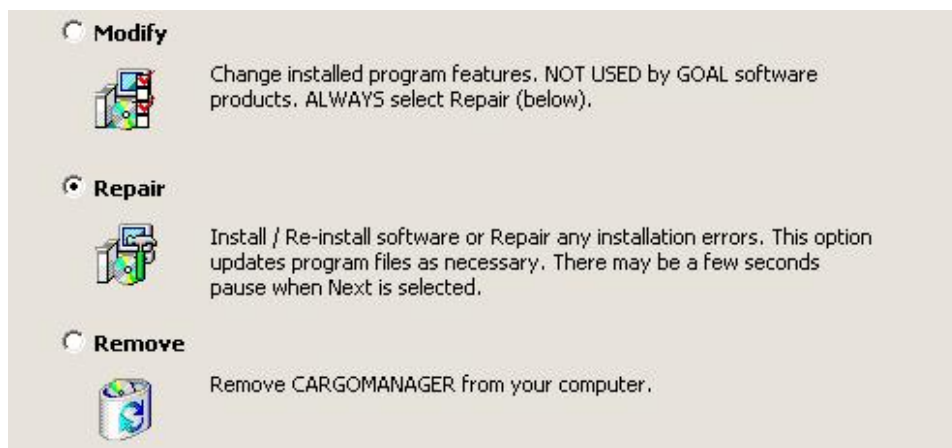 Modify
Change installed program features. NOT USED by GOAL software
products. ALWAYS select Repair (below).
Repair
Install / Re-install software or Repair any installation errors. This option
updates program files as necessary. There may be a few seconds
pause when Next is selected.
Remove
Remove CARGOMANAGER from your computer.